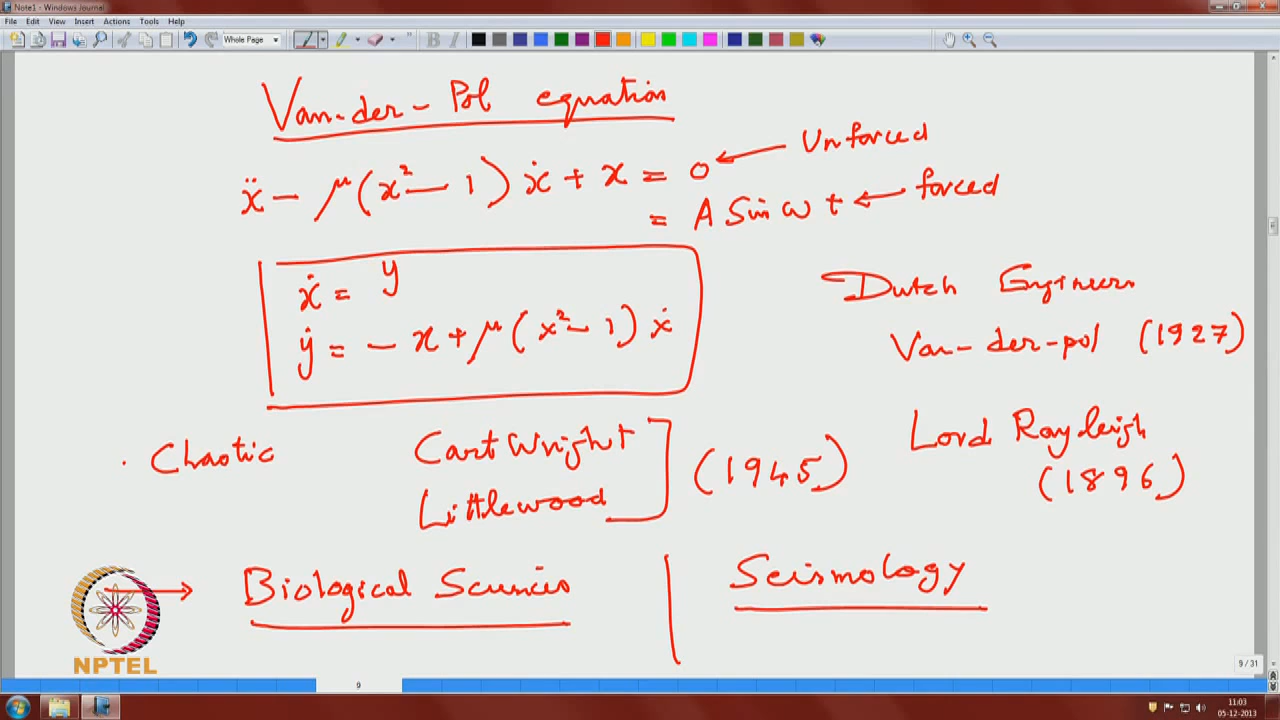 Note1 - Windows Journal
File Edit View Insert Actions Tools Help
Whole Page
Van-der-Pol equation
ẍ - μ(x² - 1) ẋ + x = 0 ← Unforced
= A Sin ω t ← forced
ẋ = y
ẏ = - x + μ(x² - 1) ẋ
Dutch Engineers
Van-der-pol (1927)
Lord Rayleigh
(1896)
. Chaotic
CartWright
Littlewood
(1945)
→ Biological Sciences
Seismology
NPTEL
9 / 31
9
11:03
05-12-2013